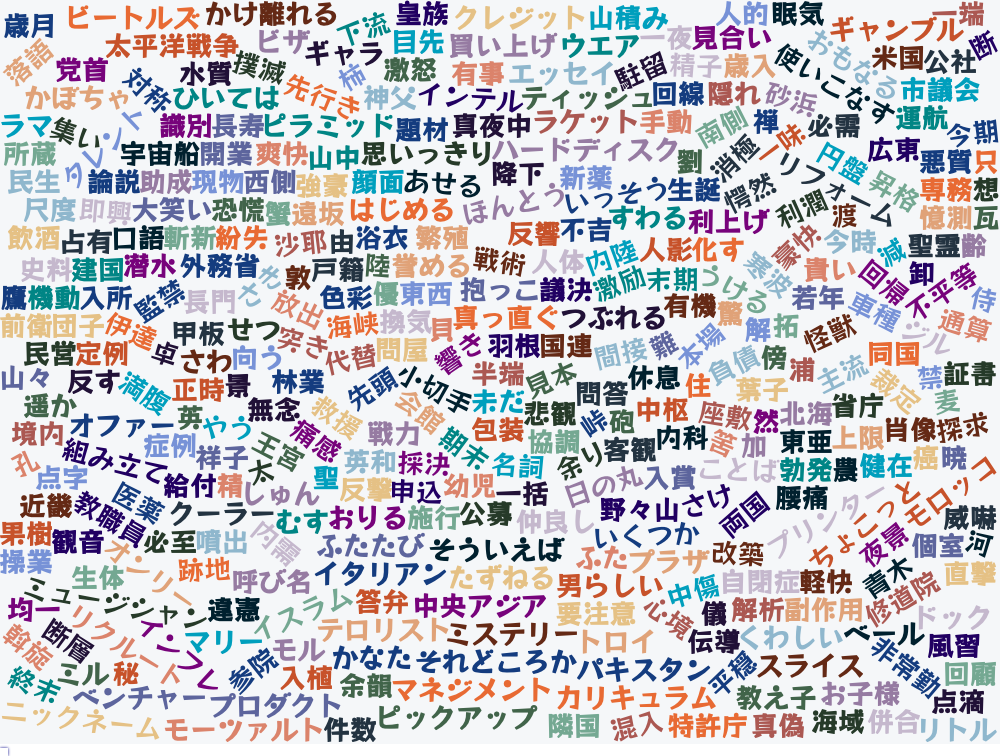 歳月 ビートルズ かけ離れる 下流 皇族 クレジット 山積み 人的 眠気 ギャンブル 一端
落語 太平洋戦争 ビザ ギャラ 目先 買い上げ ウエア 一夜 見合い おもなる 米国 公社 断
党首 対称 水質 撲滅 先行き 柿 激怒 有事 エッセイ 駐留 精子 歳入 使いこなす 市議会
かぼちゃ ひいては 神父 インテル ティッシュ 回線 隠れ 砂浜 運航
ラマ 集い タレント 識別 長寿 ピラミッド 題材 真夜中 ラケット 手動 南側 禅 必需 今期
所蔵 宇宙船 開業 爽快 山中 思いっきり ハードディスク 劉 消極 一味 円盤 広東 悪質 只
民生 論説 助成 現物 西側 強豪 顔面 あせる 降下 新薬 いっそう 生誕 愕然 リフォーム 昇格 専務 想
尺度 即興 大笑い 恐慌 蟹 遠坂 はじめる ほんとう すわる 利上げ 利潤 渡 憶測 瓦
飲酒 占有 口語 斬新 紛失 沙耶 由 浴衣 繁殖 反響 不吉 内陸 人影 化す 豪快 今時 減 聖霊 齢
史料 建国 潜水 外務省 さき 敦 戸籍 陸 誉める 戦術 人体 激励 末期 うける 寒波 貴い 回帰 卸 不平等
鷹 機動 入所 監禁 長門 放出 色彩 優 東西 抱っこ 議決 有機 若年 車種 侍
前衛 団子 伊達 甲板 せつ 突き 海峡 換気 貝 真っ直ぐ つぶれる 驚 解 拓 怪獣 ジル 通算
民営 定例 卓 さわ 向う 代替 問屋 響き 羽根 国連 間接 難 本場 負債 傍 浦 主流 同国
山々 反す 満腹 正時 景 林業 先頭 小切手 半端 見本 問答 休息 住 葉子 裁定 禁 証書
遥か オファー 英 やう 無念 救援 会館 未だ 悲観 峠 砲 中枢 座敷 然 北海 省庁 麦
境内 組み立て 症例 祥子 王宮 痛感 戦力 期末 包装 協調 余り 客観 内科 苦 加 東亜 上限 肖像 探求
孔 点字 給付 精 水 聖 英和 採決 名詞 日の丸 入賞 ことば 勃発 農 健在 癌 暁
近畿 教職員 医薬 しゅん 反撃 申込 幼児 一括 野々山 さけ 両国 腰痛 プリンター ちょこっと モロッコ
男樹 観音 オンリー 必至 クーラー 噴出 内需 むす おりる 施行 公募 仲良し いくつか 威嚇
操業 生体 跡地 呼び名 ふたたび イタリアン そういえば たずねる ふた プラザ 改築 夜景 個室 河
ミュージシャン 違憲 イスラム 答弁 中央アジア 男らしい 要注意 中傷 自閉症 軽快 青木 修道院 直撃
均一 リクルート インフレ マリー モル テロリスト ミステリー トロイ 心境 儀 解析 副作用 ドック
斡旋 断層 ミル 秘 参院 入植 かなた それどころか パキスタン 伝導 くわしい ベール 非常勤 風習
終末 ベンチャー プロダクト 余韻 マネジメント カリキュラム 平穏 スライス 教え子 お子様 回顧 点滴
ニックネーム モーツァルト 件数 ピックアップ 隣国 混入 特許庁 真偽 海域 併合 リトル